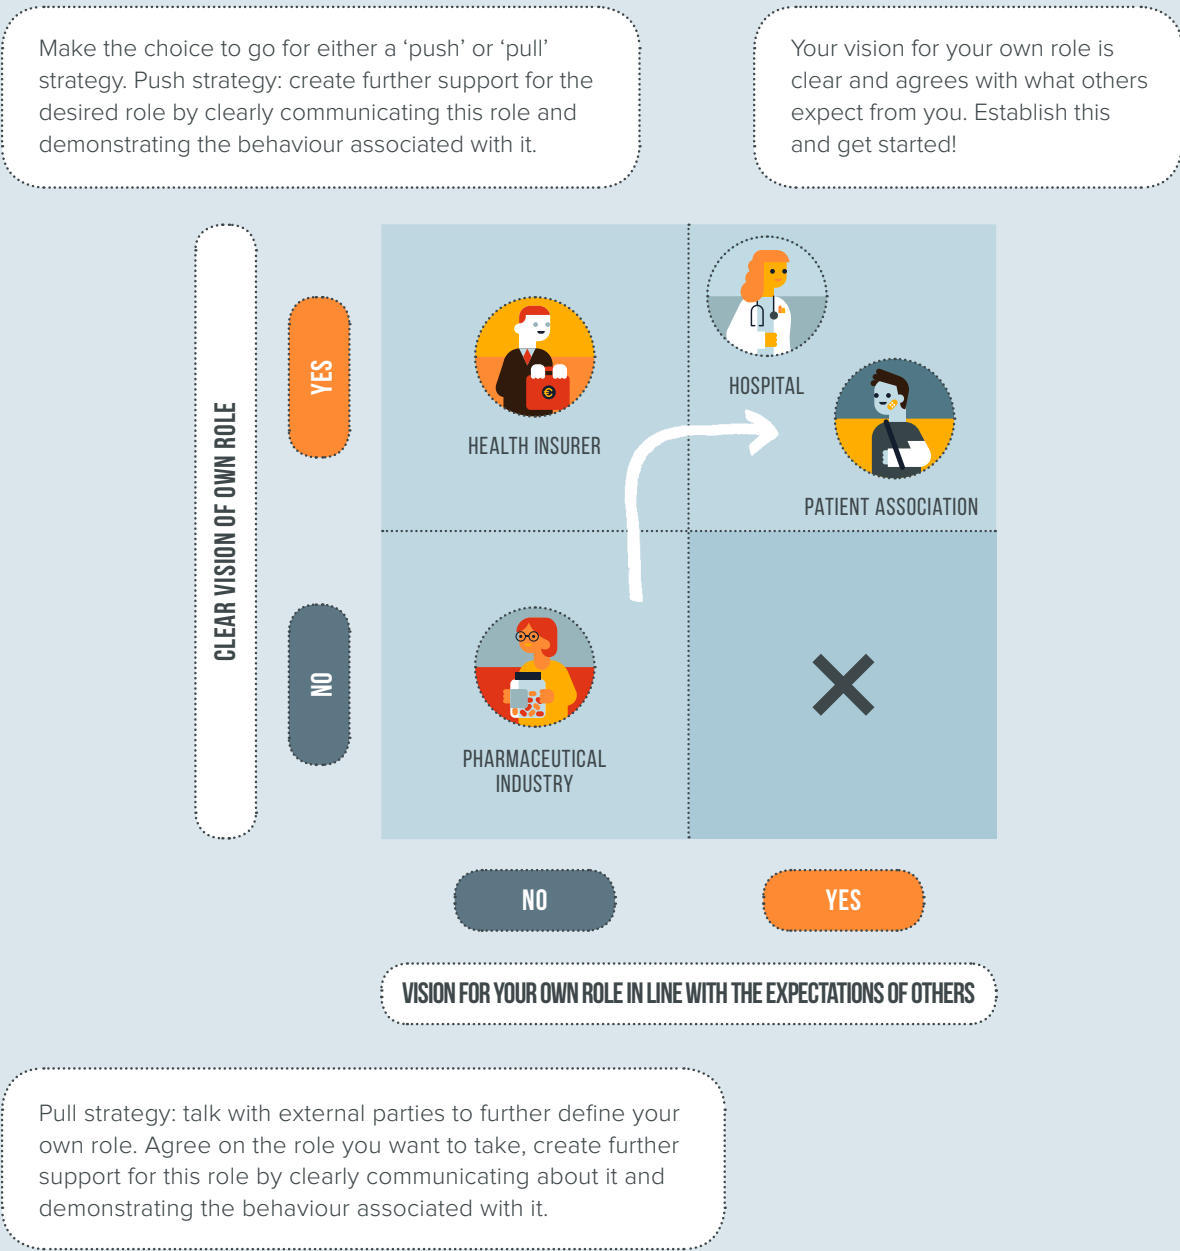 Make the choice to go for either a ‘push’ or ‘pull’
strategy. Push strategy: create further support for the
desired role by clearly communicating this role and
demonstrating the behaviour associated with it.
Your vision for your own role is
clear and agrees with what others
expect from you. Establish this
and get started!
CLEAR VISION OF OWN ROLE
YES
NO
HEALTH INSURER
HOSPITAL
PATIENT ASSOCIATION
PHARMACEUTICAL
INDUSTRY
NO
YES
VISION FOR YOUR OWN ROLE IN LINE WITH THE EXPECTATIONS OF OTHERS
Pull strategy: talk with external parties to further define your
own role. Agree on the role you want to take, create further
support for this role by clearly communicating about it and
demonstrating the behaviour associated with it.